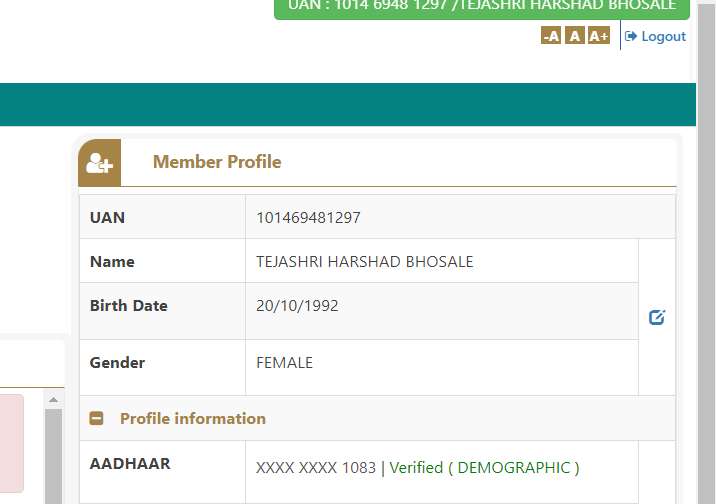 UAN : 1014 6948 1297 /TEJASHRI HARSHAD BHOSALE
-A A A+ Logout
Member Profile
UAN 101469481297
Name TEJASHRI HARSHAD BHOSALE
Birth Date 20/10/1992
Gender FEMALE
Profile information
AADHAAR XXXX XXXX 1083 | Verified ( DEMOGRAPHIC )